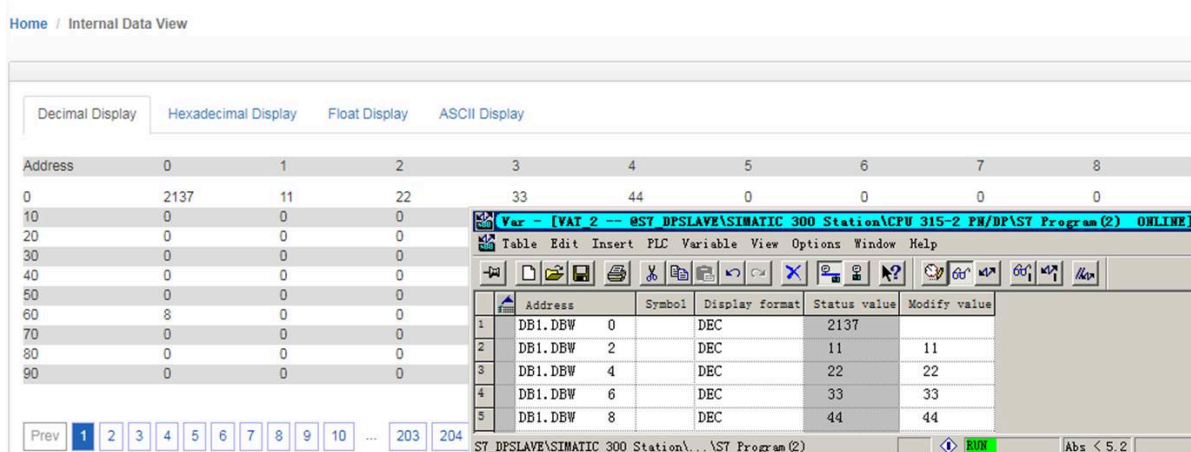 Home / Internal Data View
Decimal Display Hexadecimal Display Float Display ASCII Display
Address 0 1 2 3 4 5 6 7 8
0 2137 11 22 33 44 0 0 0 0
10 0 0 0
20 0 0 0
30 0 0 0
40 0 0 0
50 0 0 0
60 8 0 0
70 0 0 0
80 0 0 0
90 0 0 0
Prev 1 2 3 4 5 6 7 8 9 10 ... 203 204
Var - [VAT_2 -- @S7_DPSLAVE\SIMATIC 300 Station\CPU 315-2 PN/DP\S7 Program(2) ONLINE]
Table Edit Insert PLC Variable View Options Window Help
Address Symbol Display format Status value Modify value
1 DB1.DBW 0 DEC 2137
2 DB1.DBW 2 DEC 11 11
3 DB1.DBW 4 DEC 22 22
4 DB1.DBW 6 DEC 33 33
5 DB1.DBW 8 DEC 44 44
S7_DPSLAVE\SIMATIC 300 Station\...\S7 Program(2) RUN Abs < 5.2